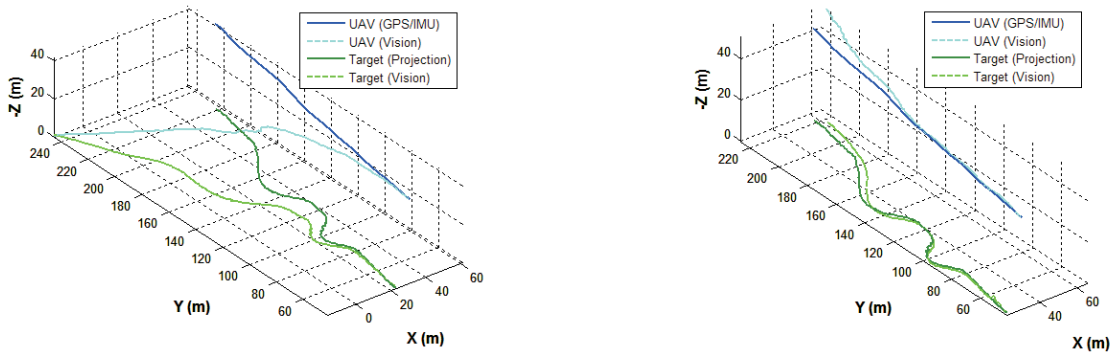 UAV (GPS/IMU)
UAV (Vision)
Target (Projection)
Target (Vision)
-Z (m)
40
20
0
240
220
200
180
160
140
120
100
80
60
Y (m)
0
20
40
60
X (m)
UAV (GPS/IMU)
UAV (Vision)
Target (Projection)
Target (Vision)
-Z (m)
40
20
0
220
200
180
160
140
120
100
80
60
Y (m)
40
60
X (m)